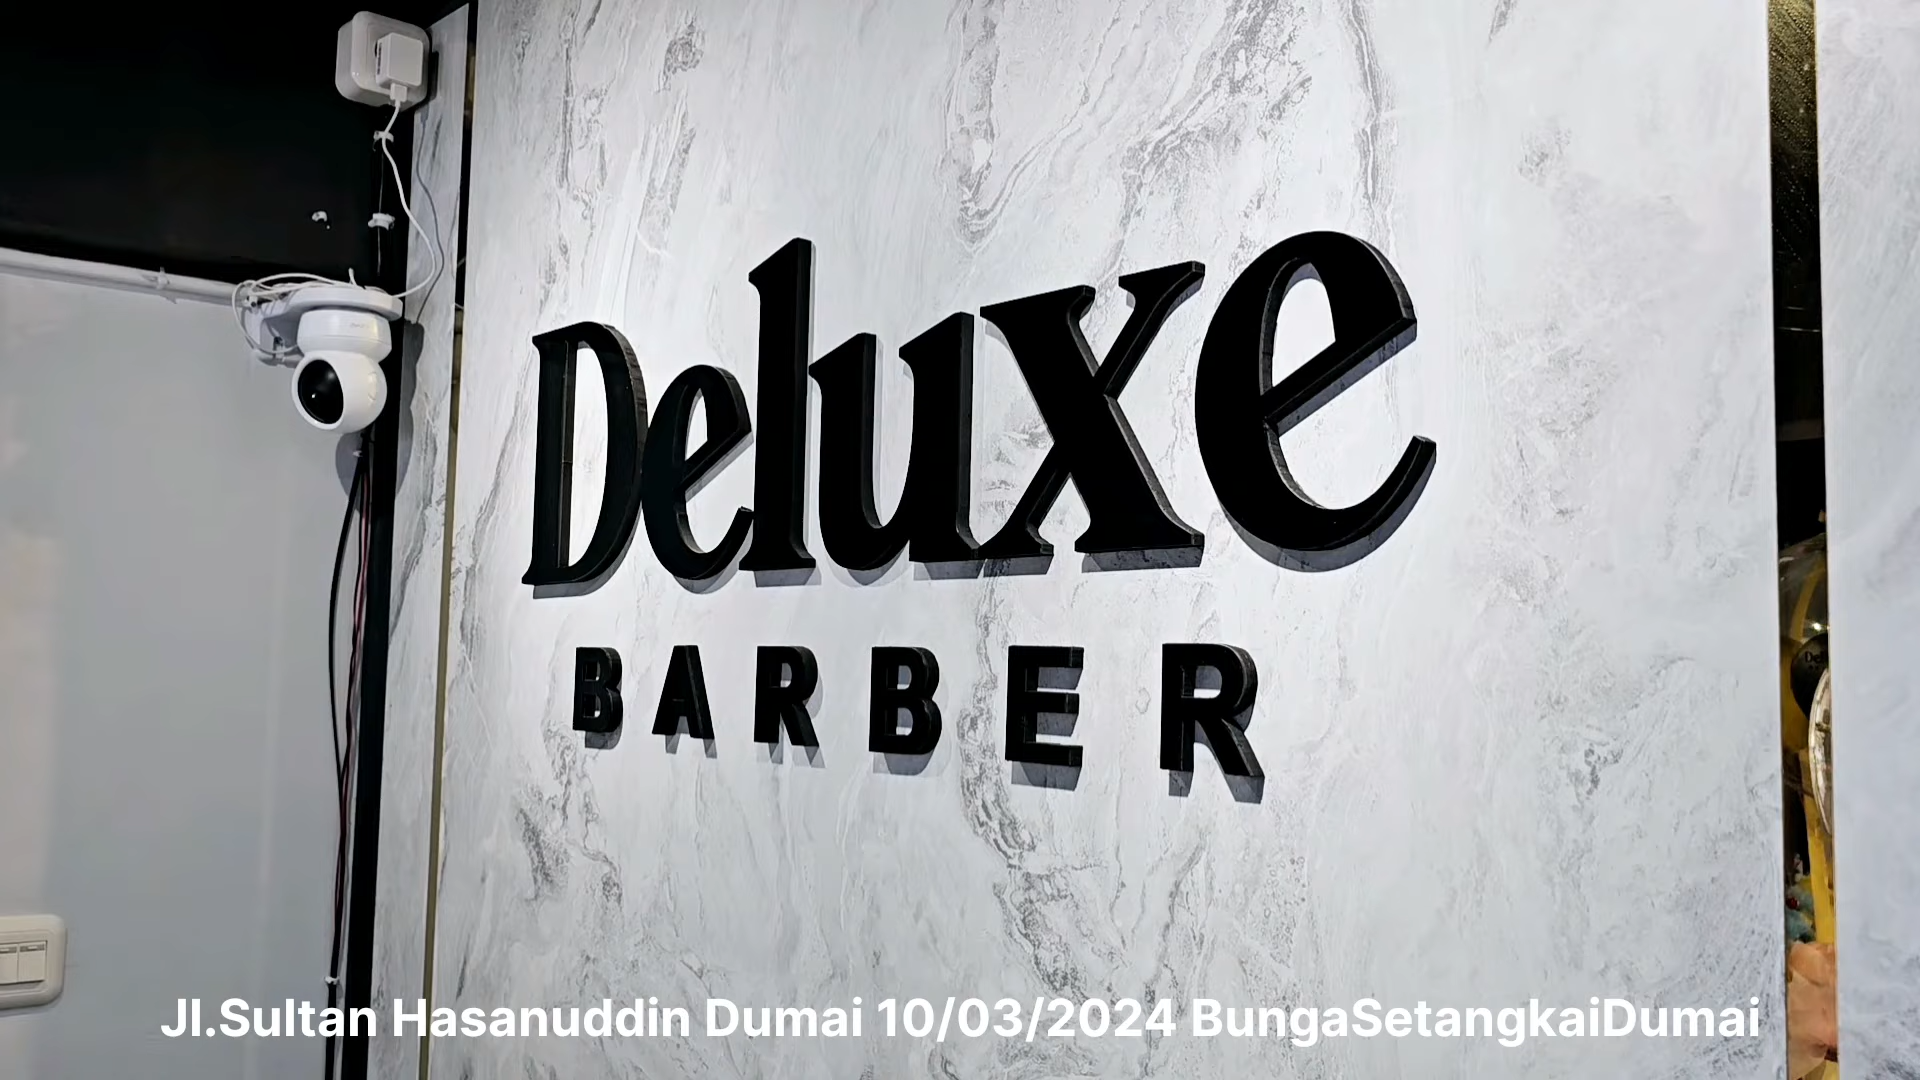 Deluxe
BARBER
Jl.Sultan Hasanuddin Dumai 10/03/2024 BungaSetangkaiDumai